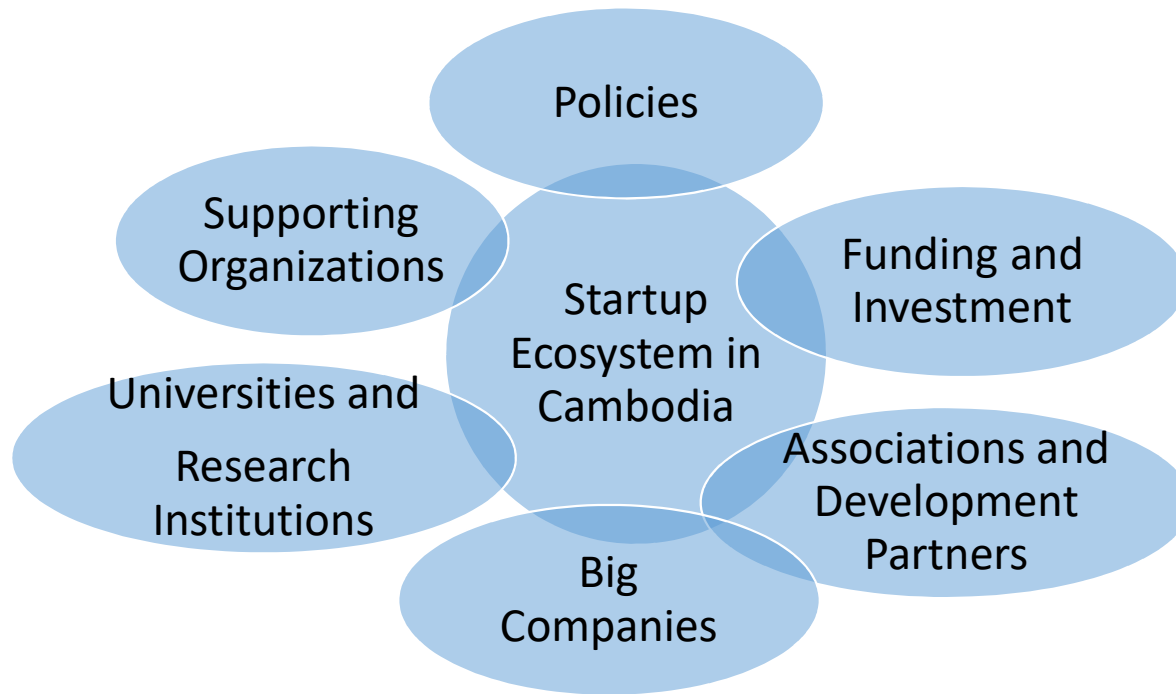 Policies
Supporting
Organizations
Funding and
Investment
Startup
Ecosystem in
Cambodia
Universities and
Research
Institutions
Associations and
Development
Partners
Big
Companies